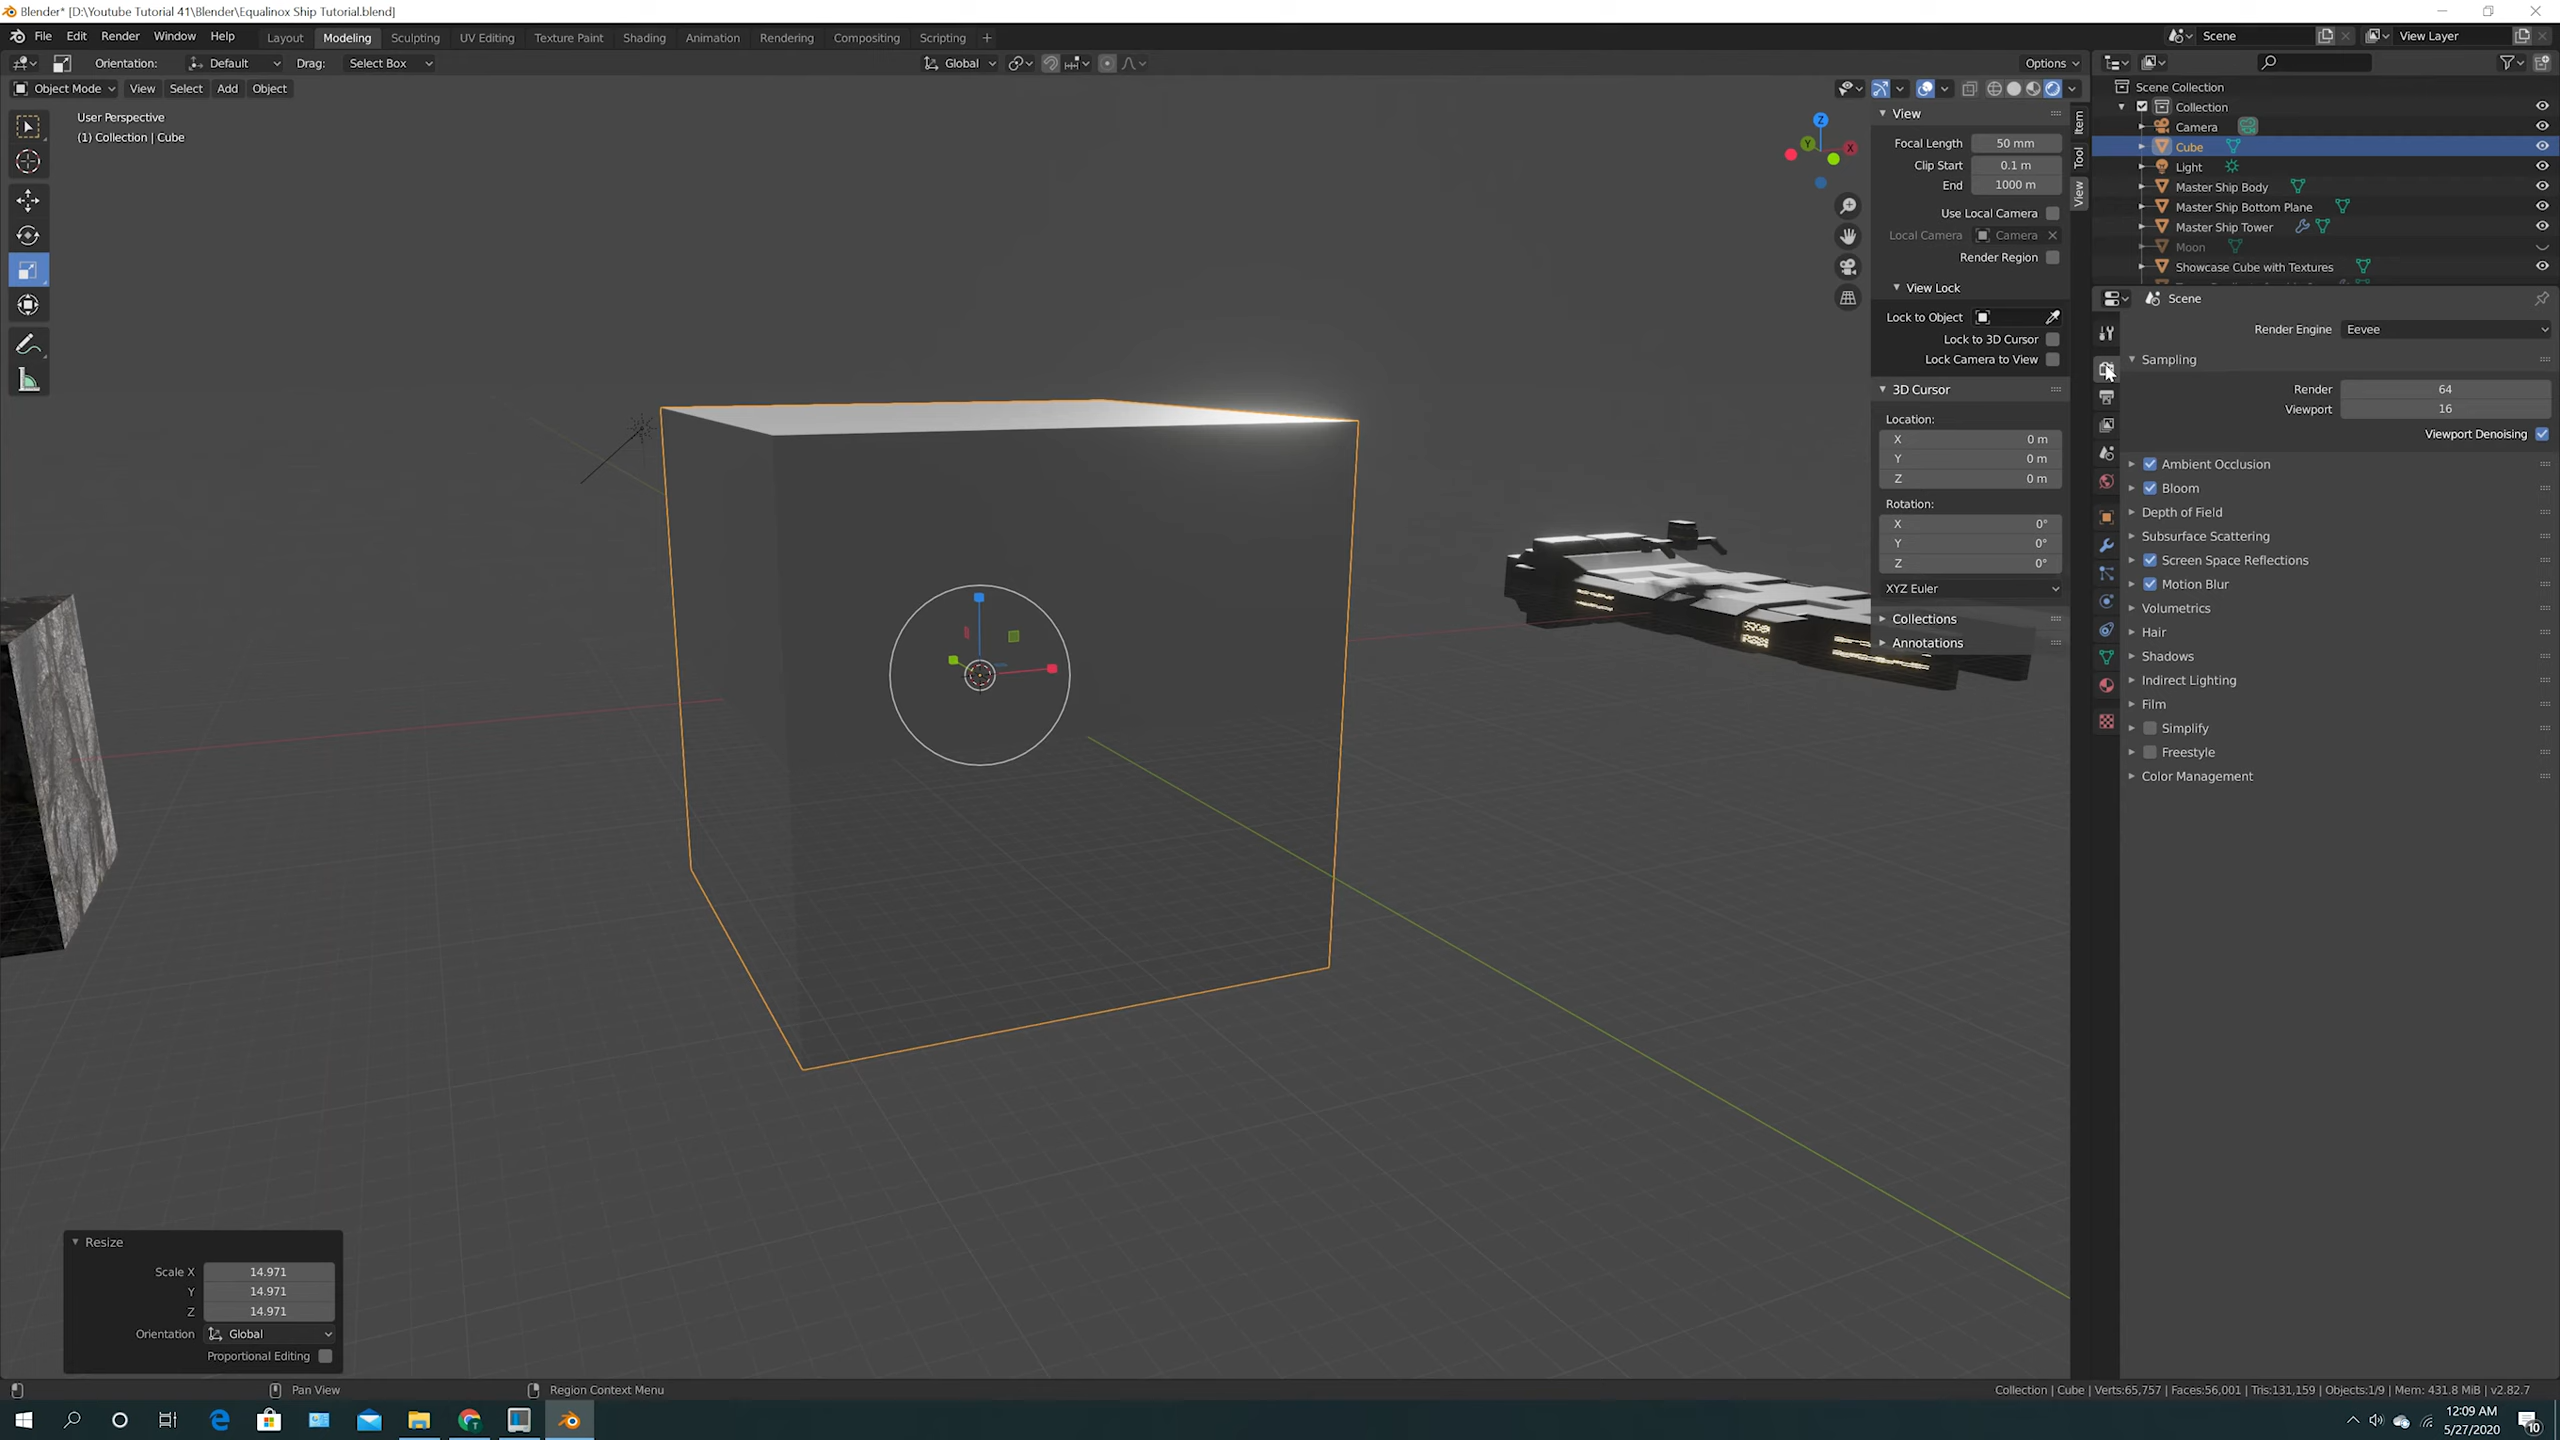 Blender* [D:\Youtube Tutorial 41\Blender\Equalinox Ship Tutorial.blend]
File Edit Render Window Help Layout Modeling Sculpting UV Editing Texture Paint Shading Animation Rendering Compositing Scripting + Scene View Layer
Orientation: Default Drag: Select Box Global Options
Object Mode View Select Add Object
User Perspective
(1) Collection | Cube
Z
Y
X
View
Focal Length 50 mm
Clip Start 0.1 m
End 1000 m
Use Local Camera
Local Camera Camera
Render Region
View Lock
Lock to Object
Lock to 3D Cursor
Lock Camera to View
3D Cursor
Location:
X 0 m
Y 0 m
Z 0 m
Rotation:
X 0°
Y 0°
Z 0°
XYZ Euler
Collections
Annotations
Item
Tool
View
Scene Collection
Collection
Camera
Cube
Light
Master Ship Body
Master Ship Bottom Plane
Master Ship Tower
Moon
Showcase Cube with Textures
Scene
Render Engine Eevee
Sampling
Render 64
Viewport 16
Viewport Denoising
Ambient Occlusion
Bloom
Depth of Field
Subsurface Scattering
Screen Space Reflections
Motion Blur
Volumetrics
Hair
Shadows
Indirect Lighting
Film
Simplify
Freestyle
Color Management
Resize
Scale X 14.971
Y 14.971
Z 14.971
Orientation Global
Proportional Editing
Pan View Region Context Menu Collection | Cube | Verts:65,757 | Faces:56,001 | Tris:131,159 | Objects:1/9 | Mem: 431.8 MiB | v2.82.7
12:09 AM
5/27/2020
10